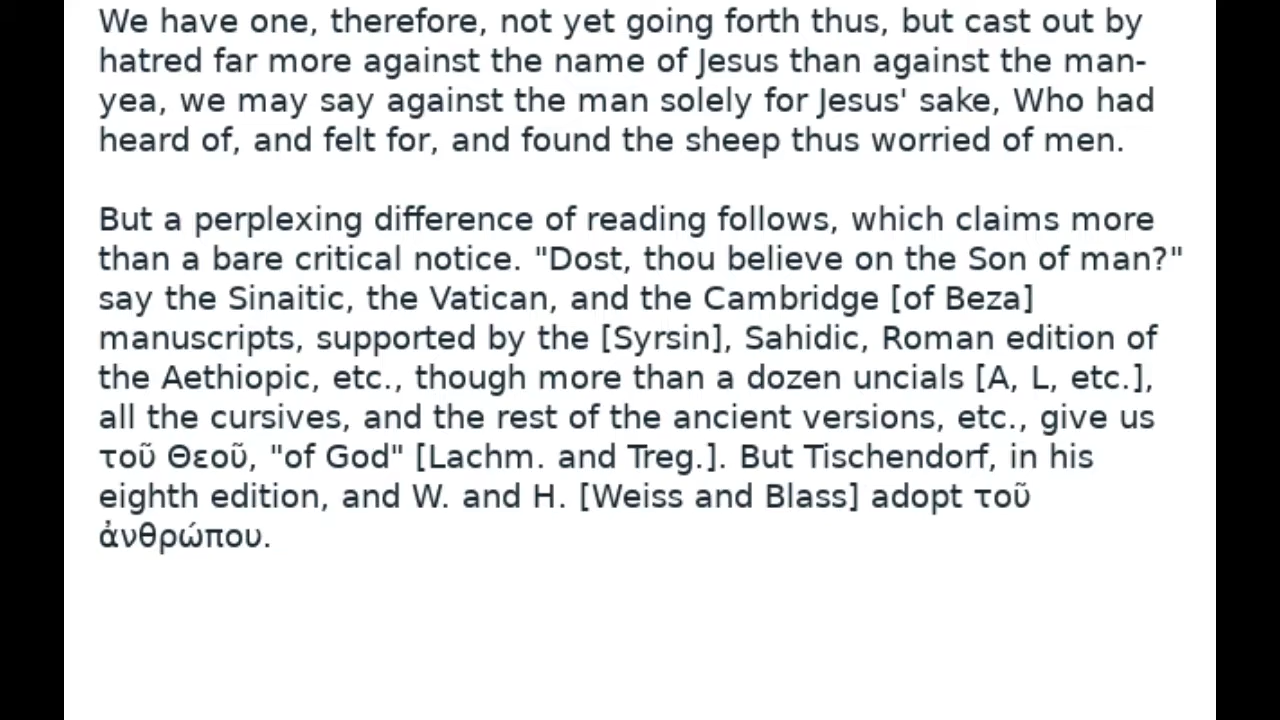 We have one, therefore, not yet going forth thus, but cast out by
hatred far more against the name of Jesus than against the man-
yea, we may say against the man solely for Jesus' sake, Who had
heard of, and felt for, and found the sheep thus worried of men.
But a perplexing difference of reading follows, which claims more
than a bare critical notice. "Dost, thou believe on the Son of man?"
say the Sinaitic, the Vatican, and the Cambridge [of Beza]
manuscripts, supported by the [Syrsin], Sahidic, Roman edition of
the Aethiopic, etc., though more than a dozen uncials [A, L, etc.],
all the cursives, and the rest of the ancient versions, etc., give us
τοῦ Θεοῦ, "of God" [Lachm. and Treg.]. But Tischendorf, in his
eighth edition, and W. and H. [Weiss and Blass] adopt τοῦ
ἀνθρώπου.